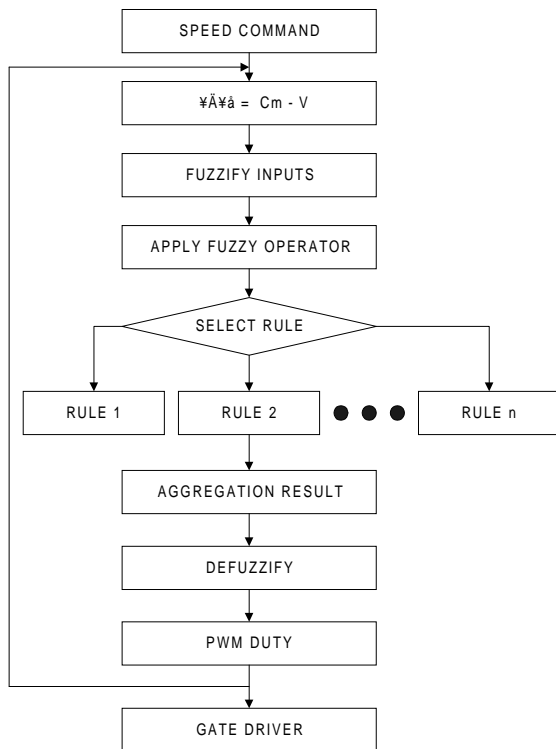 SPEED COMMAND
¥Ä¥å = Cm - V
FUZZIFY INPUTS
APPLY FUZZY OPERATOR
SELECT RULE
RULE 1
RULE 2
RULE n
AGGREGATION RESULT
DEFUZZIFY
PWM DUTY
GATE DRIVER